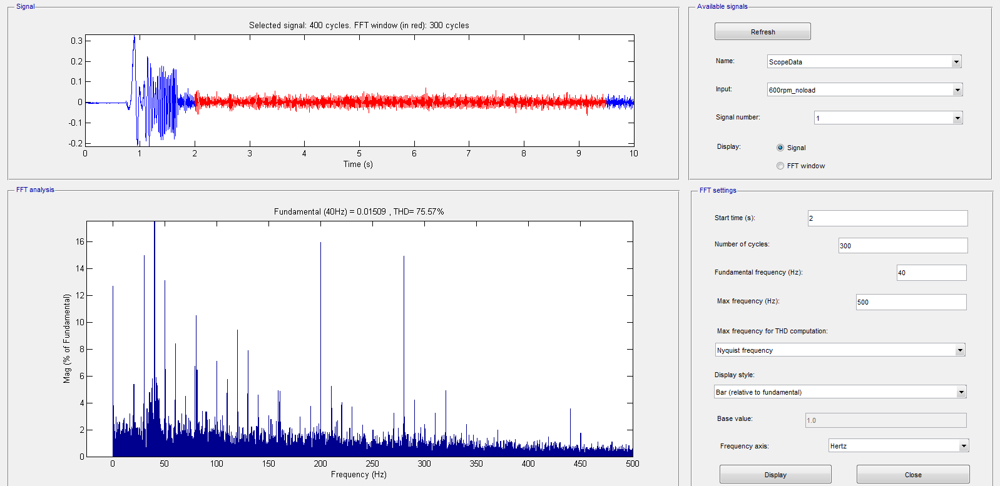 Signal
Selected signal: 400 cycles. FFT window (in red): 300 cycles
0.3
0.2
0.1
0
-0.1
-0.2
0 1 2 3 4 5 6 7 8 9 10
Time (s)
FFT analysis
Fundamental (40Hz) = 0.01509 , THD= 75.57%
Mag (% of Fundamental)
16
14
12
10
8
6
4
2
0
0 50 100 150 200 250 300 350 400 450 500
Frequency (Hz)
Available signals
Refresh
Name: ScopeData
Input: 600rpm_noload
Signal number: 1
Display: Signal
FFT window
FFT settings
Start time (s): 2
Number of cycles: 300
Fundamental frequency (Hz): 40
Max frequency (Hz): 500
Max frequency for THD computation:
Nyquist frequency
Display style:
Bar (relative to fundamental)
Base value: 1.0
Frequency axis: Hertz
Display Close